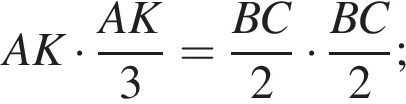 AK · AK/3 = BC/2 · BC/2;